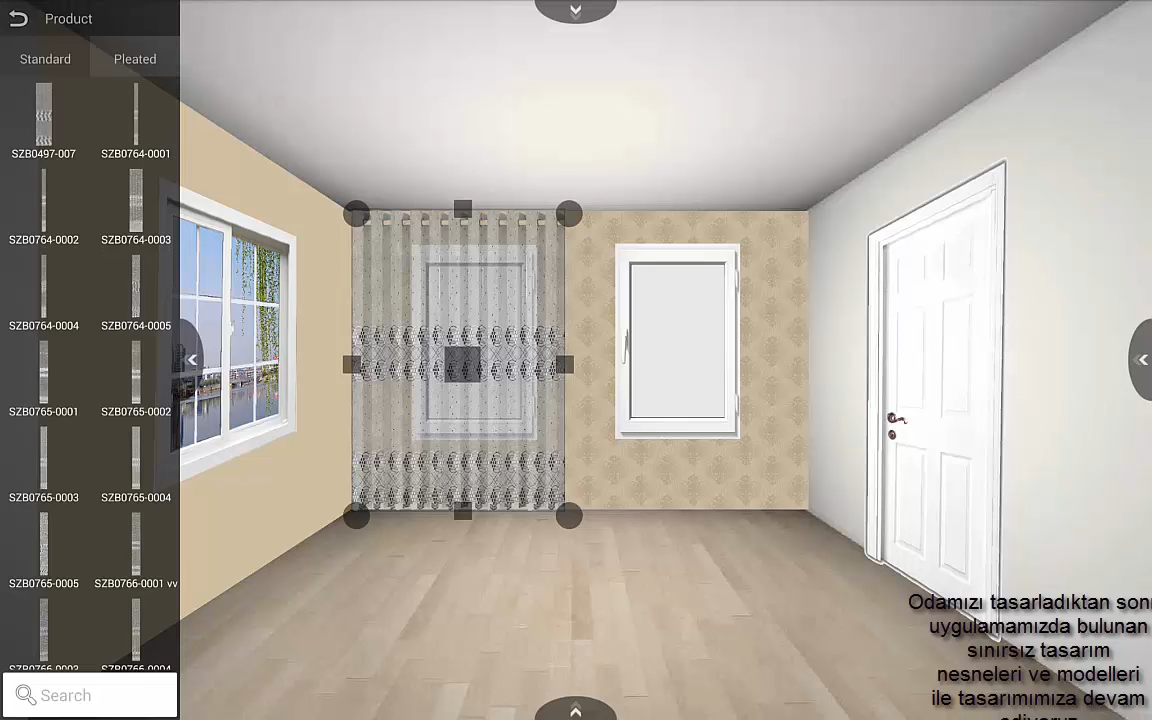 Product
Standard
Pleated
SZB0497-007
SZB0764-0001
SZB0764-0002
SZB0764-0003
SZB0764-0004
SZB0764-0005
SZB0765-0001
SZB0765-0002
SZB0765-0003
SZB0765-0004
SZB0765-0005
SZB0766-0001 vv
Search
Odamızı tasarladıktan
uygulamamızda bulunan
sınırsız tasarım
nesneleri ve modelleri
ile tasarımımıza devam